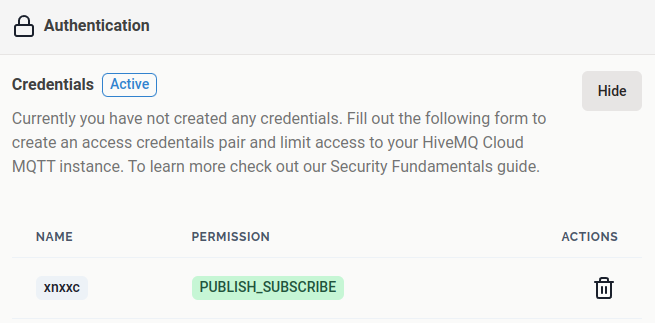 Authentication
Credentials Active
Hide
Currently you have not created any credentials. Fill out the following form to
create an access credentails pair and limit access to your HiveMQ Cloud
MQTT instance. To learn more check out our Security Fundamentals guide.
NAME PERMISSION ACTIONS
xnxxc PUBLISH_SUBSCRIBE